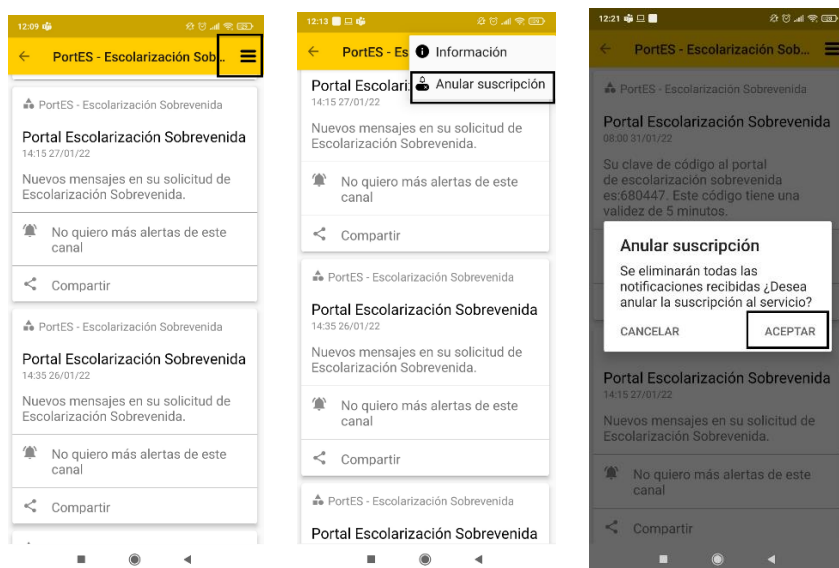 12:09
PortES - Escolarización Sob...
PortES - Escolarización Sobrevenida
Portal Escolarización Sobrevenida
14:15 27/01/22
Nuevos mensajes en su solicitud de
Escolarización Sobrevenida.
No quiero más alertas de este
canal
Compartir
PortES - Escolarización Sobrevenida
Portal Escolarización Sobrevenida
14:35 26/01/22
Nuevos mensajes en su solicitud de
Escolarización Sobrevenida.
No quiero más alertas de este
canal
Compartir
12:13
PortES - Es
Información
Anular suscripción
Portal Escolari
14:15 27/01/22
Nuevos mensajes en su solicitud de
Escolarización Sobrevenida.
No quiero más alertas de este
canal
Compartir
PortES - Escolarización Sobrevenida
Portal Escolarización Sobrevenida
14:35 26/01/22
Nuevos mensajes en su solicitud de
Escolarización Sobrevenida.
No quiero más alertas de este
canal
Compartir
PortES - Escolarización Sobrevenida
Portal Escolarización Sobrevenida
12:21
PortES - Escolarización Sob...
PortES - Escolarización Sobrevenida
Portal Escolarización Sobrevenida
08:00 31/01/22
Su clave de código al portal
de escolarización sobrevenida
es:680447. Este código tiene una
validez de 5 minutos.
Anular suscripción
Se eliminarán todas las
notificaciones recibidas ¿Desea
anular la suscripción al servicio?
CANCELAR ACEPTAR
Portal Escolarización Sobrevenida
14:15 27/01/22
Nuevos mensajes en su solicitud de
Escolarización Sobrevenida.
No quiero más alertas de este
canal
Compartir